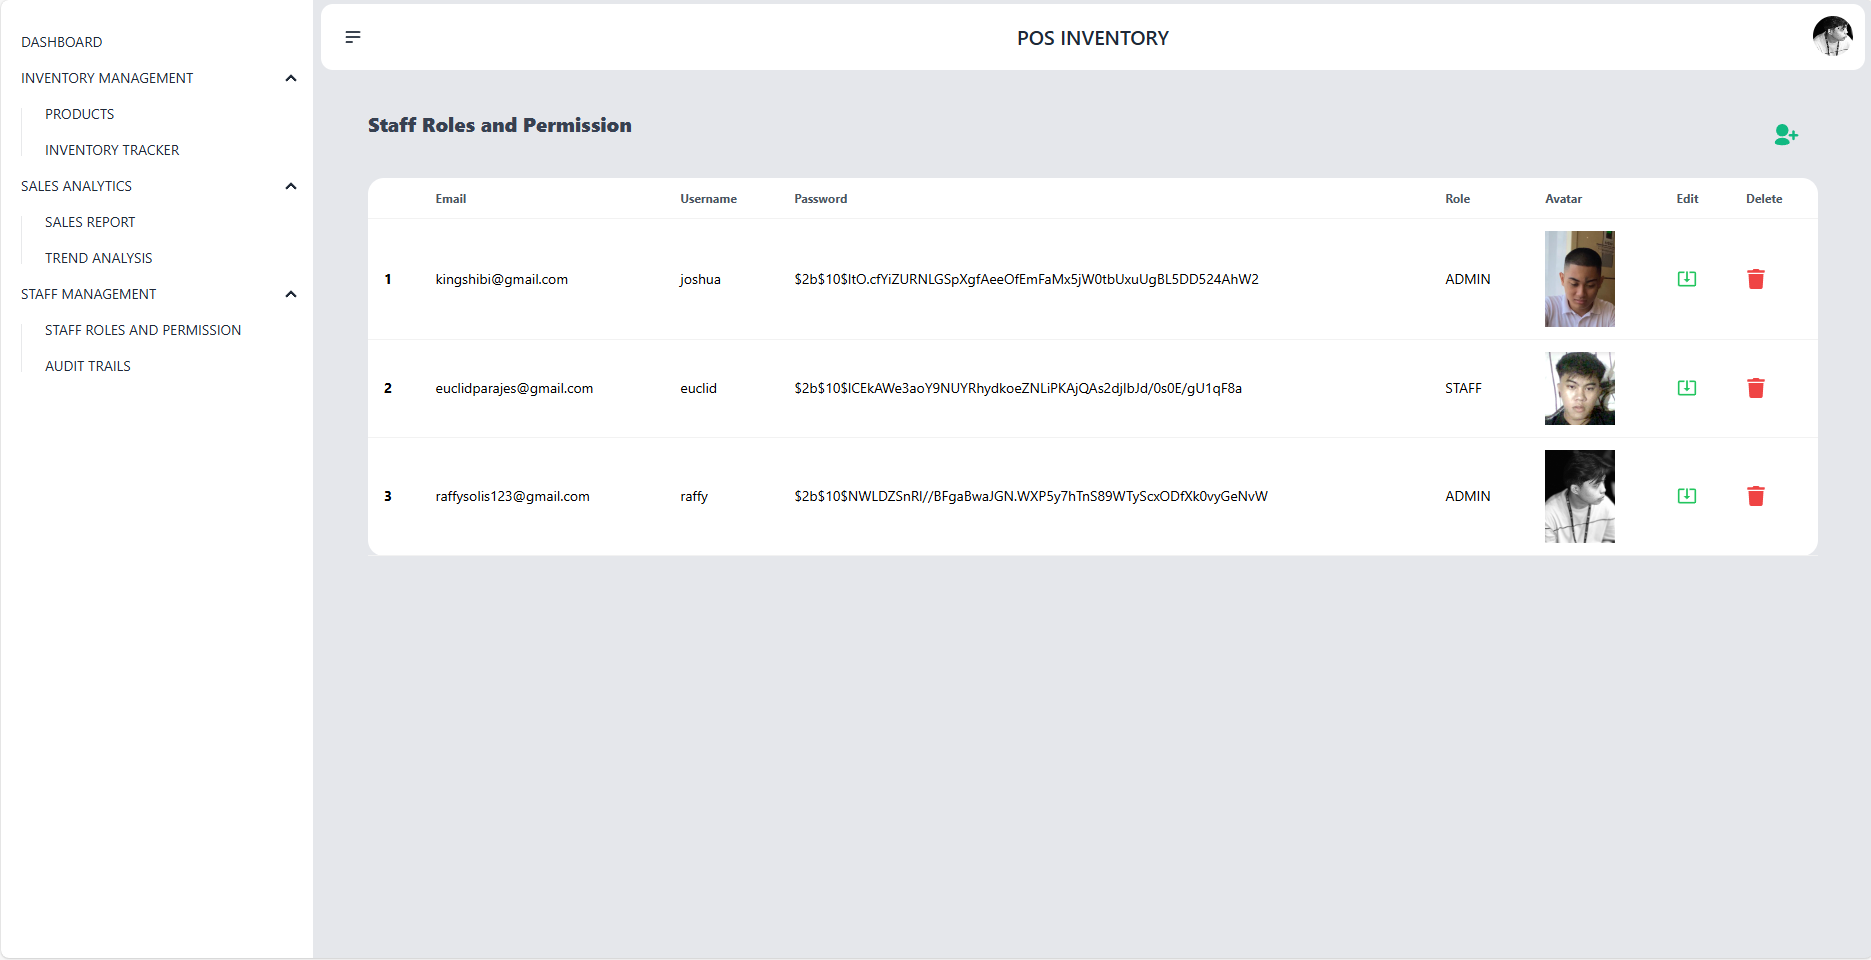 DASHBOARD
INVENTORY MANAGEMENT
PRODUCTS
INVENTORY TRACKER
SALES ANALYTICS
SALES REPORT
TREND ANALYSIS
STAFF MANAGEMENT
STAFF ROLES AND PERMISSION
AUDIT TRAILS
POS INVENTORY
Staff Roles and Permission
Email Username Password Role Avatar Edit Delete
1 kingshibi@gmail.com joshua $2b$10$ItO.cfYiZURNLGSpXgfAeeOfEmFaMx5jW0tbUxuUgBL5DD524AhW2 ADMIN
2 euclidparajes@gmail.com euclid $2b$10$ICEkAWe3aoY9NUYRhydkoeZNLiPKAjQAs2djIbJd/0s0E/gU1qF8a STAFF
3 raffysolis123@gmail.com raffy $2b$10$NWLDZSnRI//BFgaBwaJGN.WXP5y7hTnS89WTyScxODfXk0vyGeNvW ADMIN